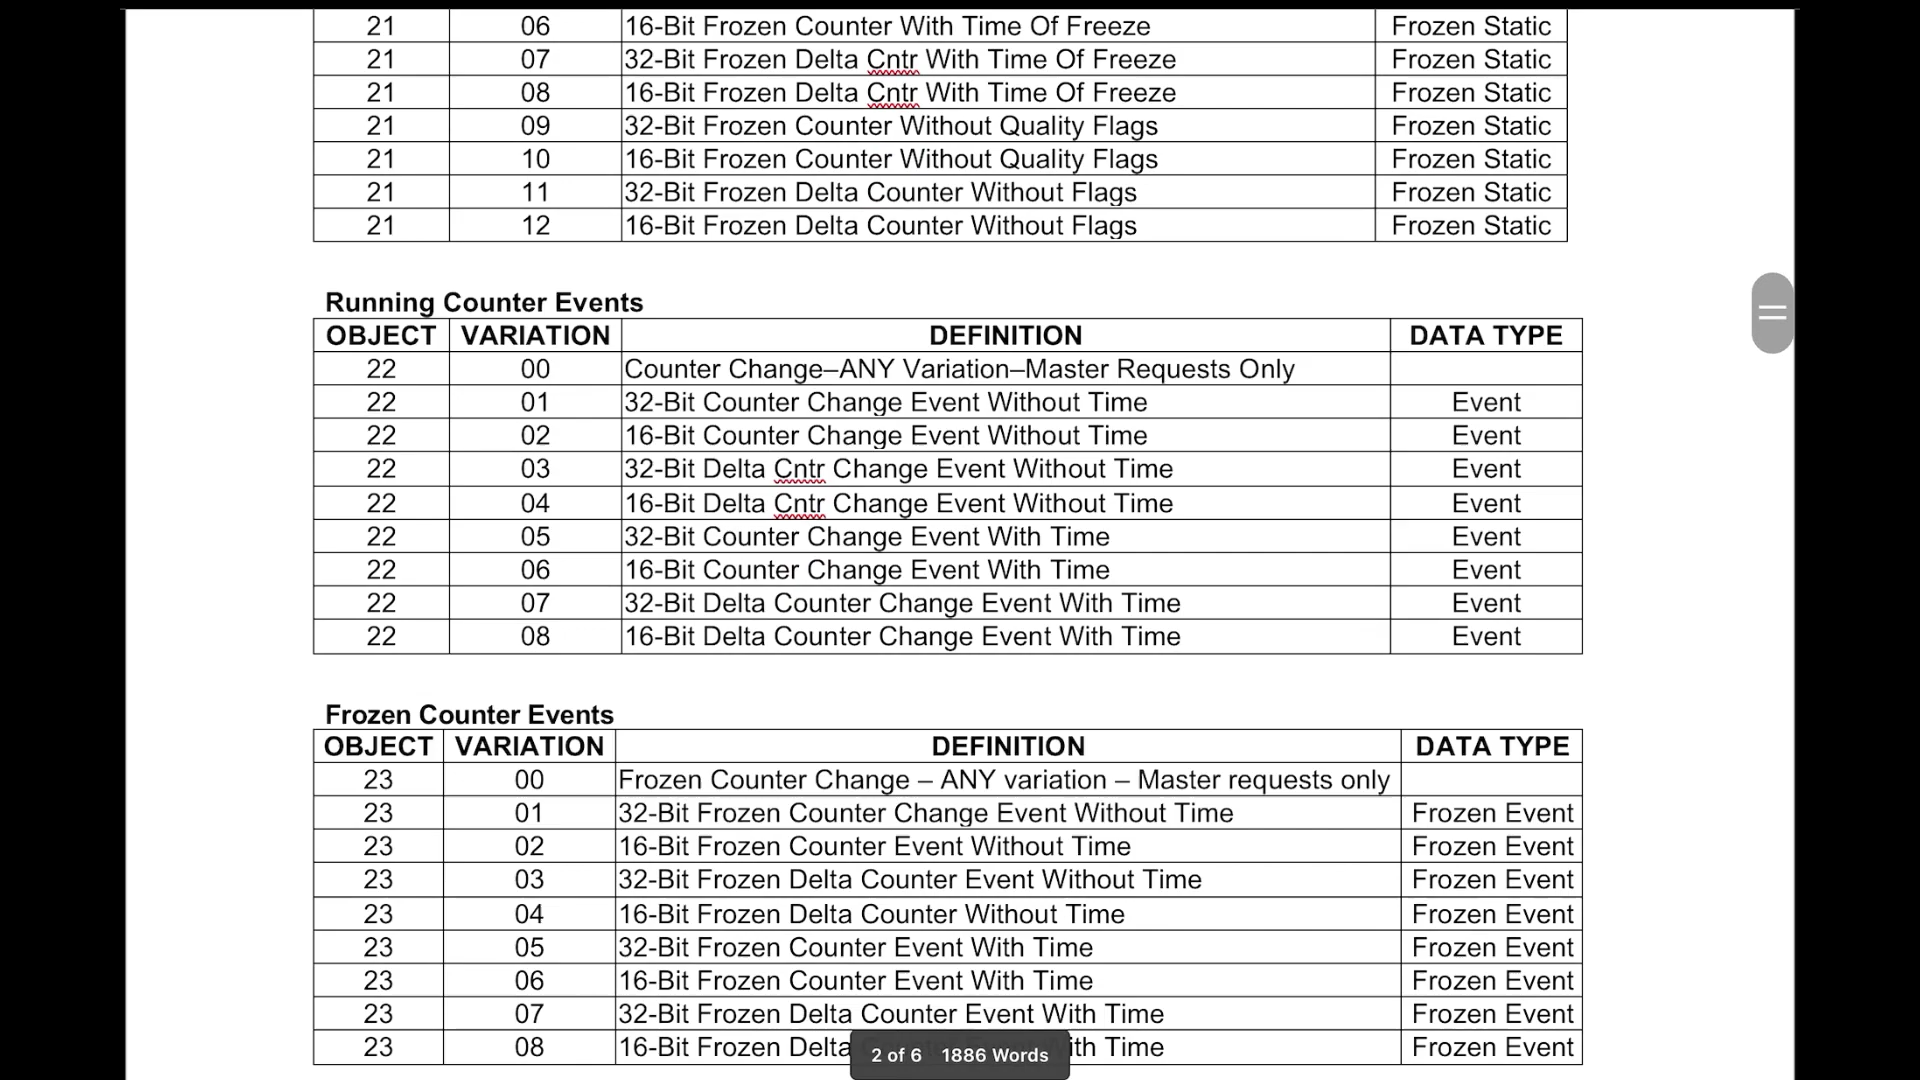 21 06 16-Bit Frozen Counter With Time Of Freeze Frozen Static
21 07 32-Bit Frozen Delta Cntr With Time Of Freeze Frozen Static
21 08 16-Bit Frozen Delta Cntr With Time Of Freeze Frozen Static
21 09 32-Bit Frozen Counter Without Quality Flags Frozen Static
21 10 16-Bit Frozen Counter Without Quality Flags Frozen Static
21 11 32-Bit Frozen Delta Counter Without Flags Frozen Static
21 12 16-Bit Frozen Delta Counter Without Flags Frozen Static
Running Counter Events
OBJECT VARIATION DEFINITION DATA TYPE
22 00 Counter Change–ANY Variation–Master Requests Only
22 01 32-Bit Counter Change Event Without Time Event
22 02 16-Bit Counter Change Event Without Time Event
22 03 32-Bit Delta Cntr Change Event Without Time Event
22 04 16-Bit Delta Cntr Change Event Without Time Event
22 05 32-Bit Counter Change Event With Time Event
22 06 16-Bit Counter Change Event With Time Event
22 07 32-Bit Delta Counter Change Event With Time Event
22 08 16-Bit Delta Counter Change Event With Time Event
Frozen Counter Events
OBJECT VARIATION DEFINITION DATA TYPE
23 00 Frozen Counter Change – ANY variation – Master requests only
23 01 32-Bit Frozen Counter Change Event Without Time Frozen Event
23 02 16-Bit Frozen Counter Event Without Time Frozen Event
23 03 32-Bit Frozen Delta Counter Event Without Time Frozen Event
23 04 16-Bit Frozen Delta Counter Without Time Frozen Event
23 05 32-Bit Frozen Counter Event With Time Frozen Event
23 06 16-Bit Frozen Counter Event With Time Frozen Event
23 07 32-Bit Frozen Delta Counter Event With Time Frozen Event
23 08 16-Bit Frozen Delta Time Frozen Event
2 of 6 1886 Words